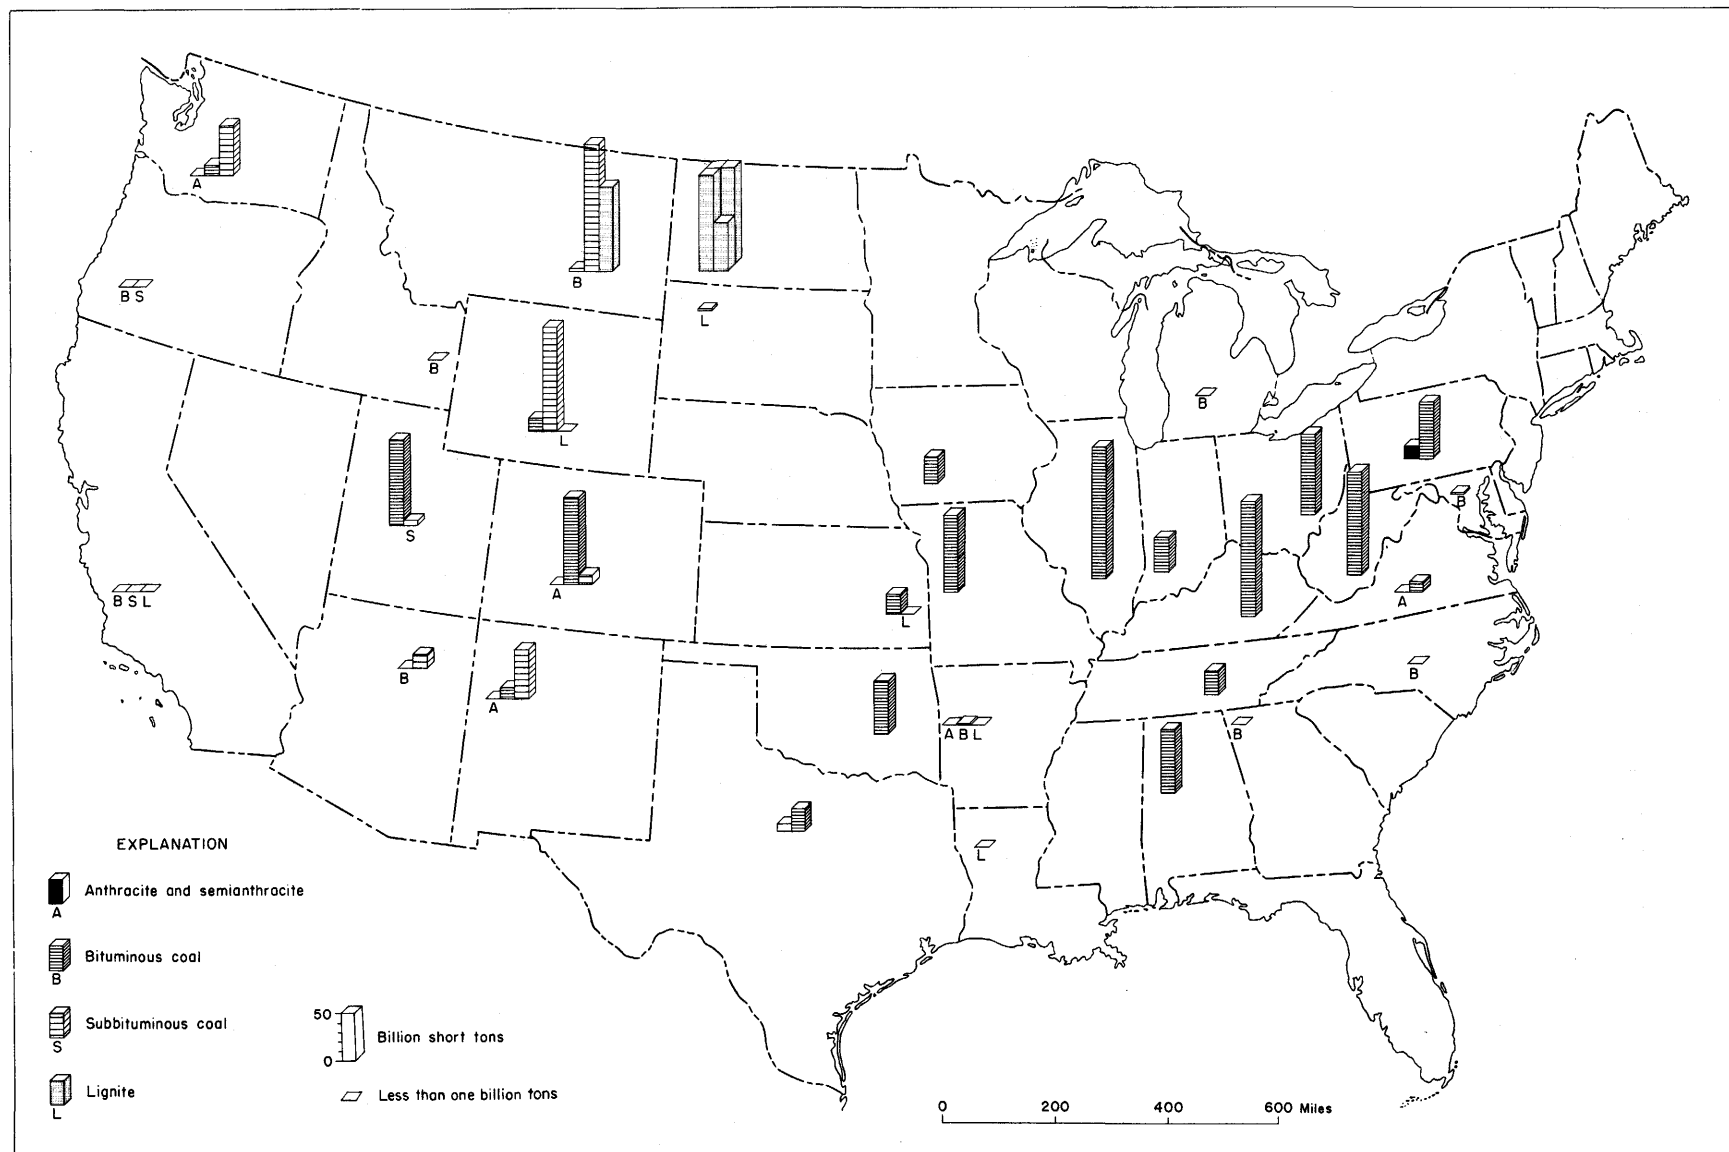 A
B
B S
L
B
B
L
S
A
B
B S L
L
A
B
A
B
A
A B L
B
B
L
EXPLANATION
Anthracite and semianthracite
A
Bituminous coal
B
Subbituminous coal
S
Lignite
L
50
0
Billion short tons
Less than one billion tons
0 200 400 600 Miles